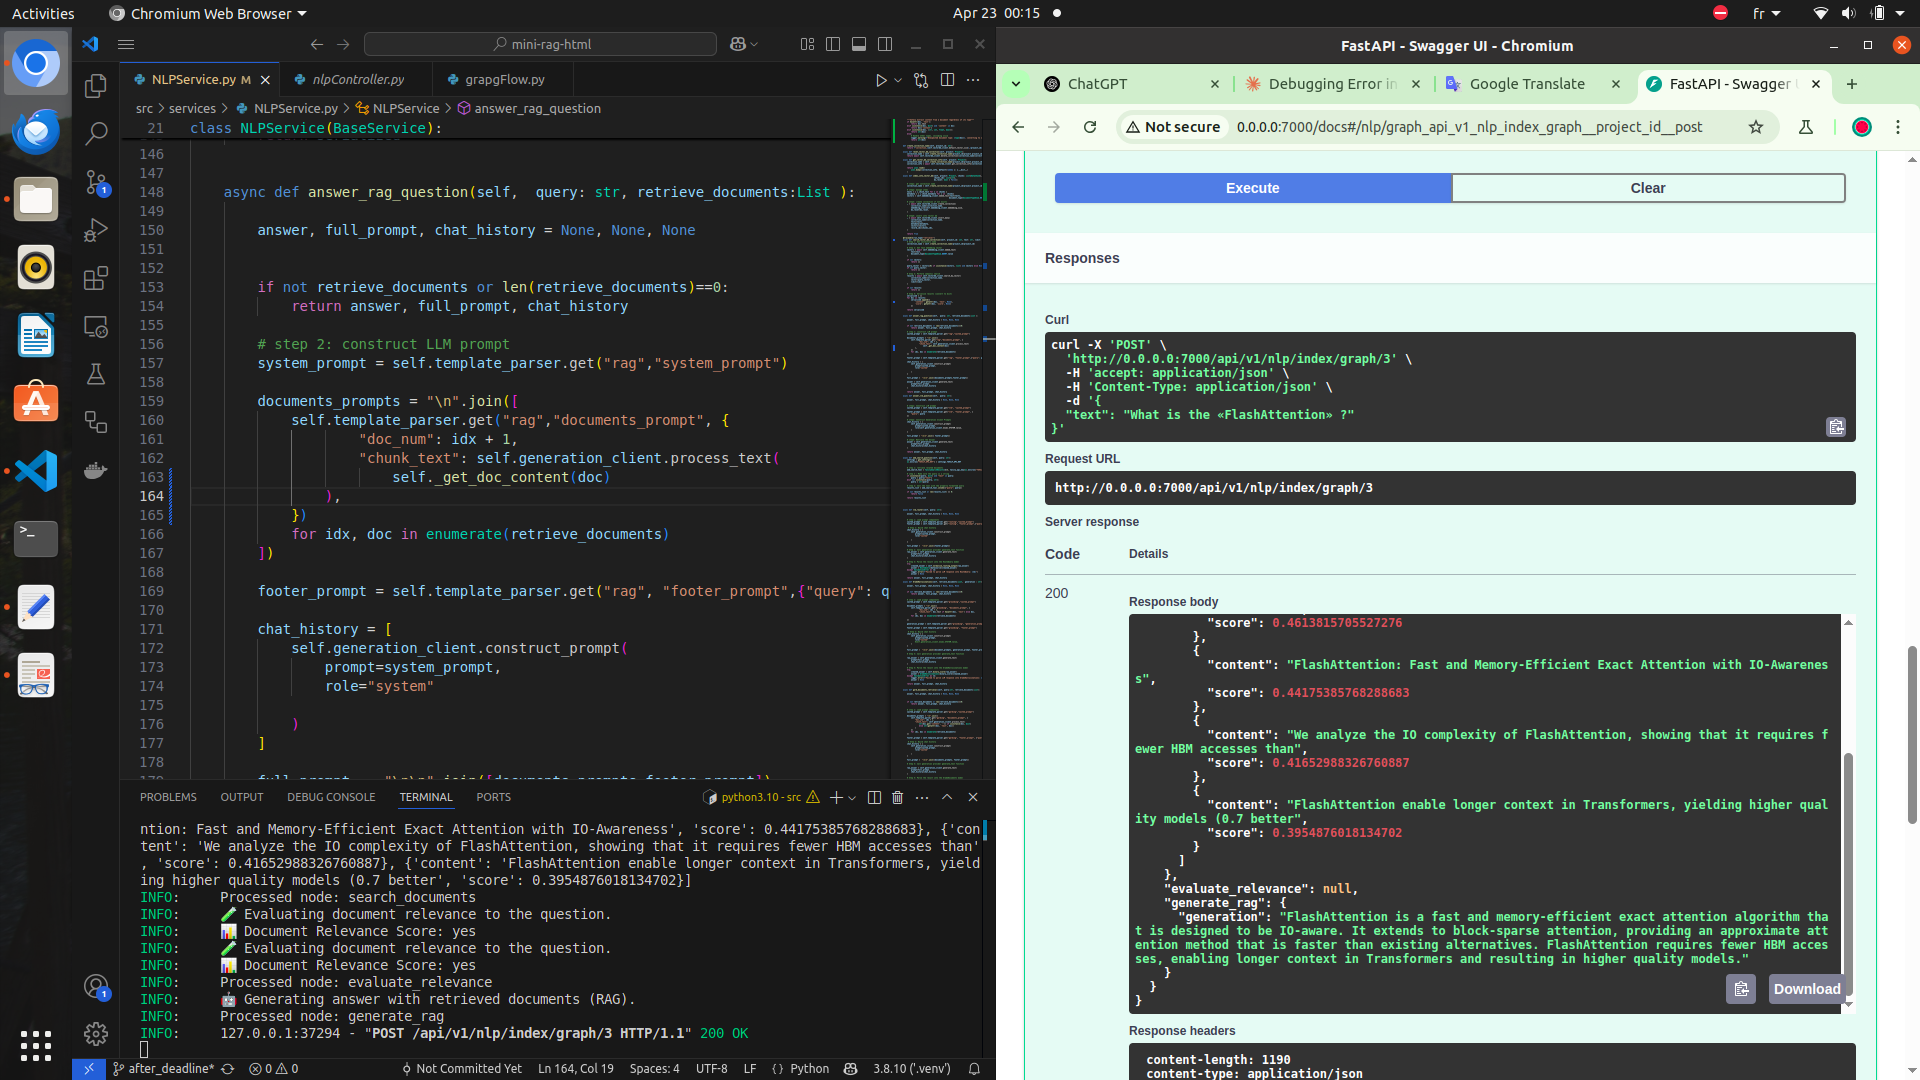 Activities
Chromium Web Browser
Apr 23 00:15
fr
mini-rag-html
NLPService.py M
nlpController.py
grapgFlow.py
src > services > NLPService.py > NLPService > answer_rag_question
21 class NLPService(BaseService):
146
147
148 async def answer_rag_question(self, query: str, retrieve_documents:List ):
149
150 answer, full_prompt, chat_history = None, None, None
151
152
153 if not retrieve_documents or len(retrieve_documents)==0:
154 return answer, full_prompt, chat_history
155
156 # step 2: construct LLM prompt
157 system_prompt = self.template_parser.get("rag","system_prompt")
158
159 documents_prompts = "\n".join([
160 self.template_parser.get("rag","documents_prompt", {
161 "doc_num": idx + 1,
162 "chunk_text": self.generation_client.process_text(
163 self._get_doc_content(doc)
164 ),
165 })
166 for idx, doc in enumerate(retrieve_documents)
167 ])
168
169 footer_prompt = self.template_parser.get("rag", "footer_prompt",{"query": q
170
171 chat_history = [
172 self.generation_client.construct_prompt(
173 prompt=system_prompt,
174 role="system"
175
176 )
177 ]
178
PROBLEMS
OUTPUT
DEBUG CONSOLE
TERMINAL
PORTS
python3.10 - src
ntion: Fast and Memory-Efficient Exact Attention with IO-Awareness', 'score': 0.44175385768288683}, {'con
tent': 'We analyze the IO complexity of FlashAttention, showing that it requires fewer HBM accesses than'
, 'score': 0.41652988326760887}, {'content': 'FlashAttention enable longer context in Transformers, yield
ing higher quality models (0.7 better', 'score': 0.3954876018134702}]
INFO: Processed node: search_documents
INFO: 🧪 Evaluating document relevance to the question.
INFO: 📊 Document Relevance Score: yes
INFO: 🧪 Evaluating document relevance to the question.
INFO: 📊 Document Relevance Score: yes
INFO: Processed node: evaluate_relevance
INFO: 🤖 Generating answer with retrieved documents (RAG).
INFO: Processed node: generate_rag
INFO: 127.0.0.1:37294 - "POST /api/v1/nlp/index/graph/3 HTTP/1.1" 200 OK
after_deadline*
0 0
Not Committed Yet
Ln 164, Col 19
Spaces: 4
UTF-8
LF
{ } Python
3.8.10 ('.venv')
1
1
FastAPI - Swagger UI - Chromium
ChatGPT
Debugging Error in
Google Translate
FastAPI - Swagger
Not secure
0.0.0.0:7000/docs#/nlp/graph_api_v1_nlp_index_graph__project_id__post
Execute
Clear
Responses
Curl
curl -X 'POST' \
'http://0.0.0.0:7000/api/v1/nlp/index/graph/3' \
-H 'accept: application/json' \
-H 'Content-Type: application/json' \
-d '{
"text": "What is the «FlashAttention» ?"
}'
Request URL
http://0.0.0.0:7000/api/v1/nlp/index/graph/3
Server response
Code
Details
200
Response body
"score": 0.4613815705527276
},
{
"content": "FlashAttention: Fast and Memory-Efficient Exact Attention with IO-Awarenes
s",
"score": 0.44175385768288683
},
{
"content": "We analyze the IO complexity of FlashAttention, showing that it requires f
ewer HBM accesses than",
"score": 0.41652988326760887
},
{
"content": "FlashAttention enable longer context in Transformers, yielding higher qual
ity models (0.7 better",
"score": 0.3954876018134702
}
]
},
"evaluate_relevance": null,
"generate_rag": {
"generation": "FlashAttention is a fast and memory-efficient exact attention algorithm tha
t is designed to be IO-aware. It extends to block-sparse attention, providing an approximate att
ention method that is faster than existing alternatives. FlashAttention requires fewer HBM acces
ses, enabling longer context in Transformers and resulting in higher quality models."
}
}
}
Download
Response headers
content-length: 1190
content-type: application/json